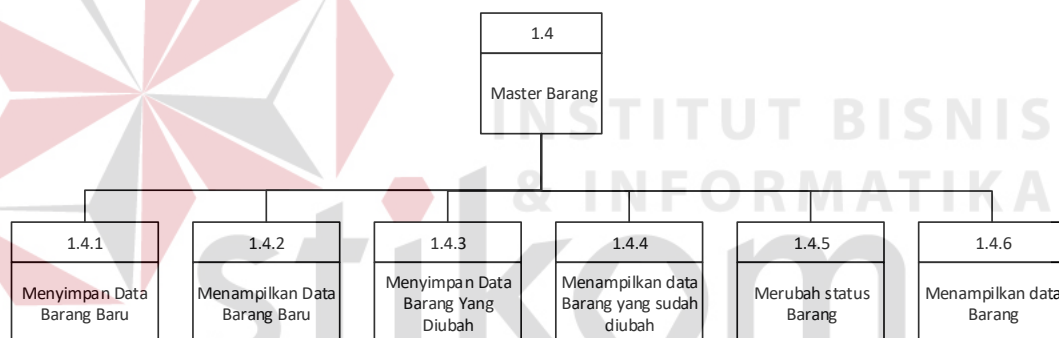 1.4
Master Barang
INSTITUT BISNIS
& INFORMATIKA
stikom
1.4.1
Menyimpan Data
Barang Baru
1.4.2
Menampilkan Data
Barang Baru
1.4.3
Menyimpan Data
Barang Yang
Diubah
1.4.4
Menampilkan data
Barang yang sudah
diubah
1.4.5
Merubah status
Barang
1.4.6
Menampilkan data
Barang